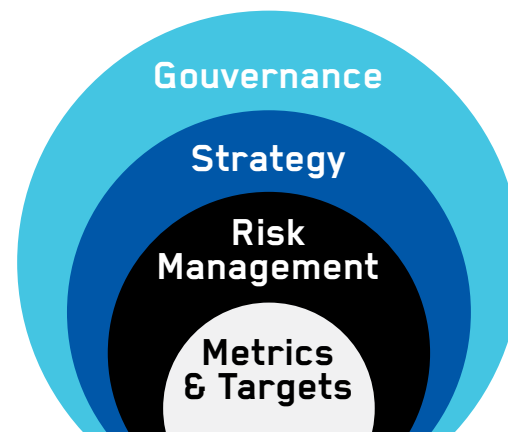 Gouvernance
Strategy
Risk
Management
Metrics
& Targets